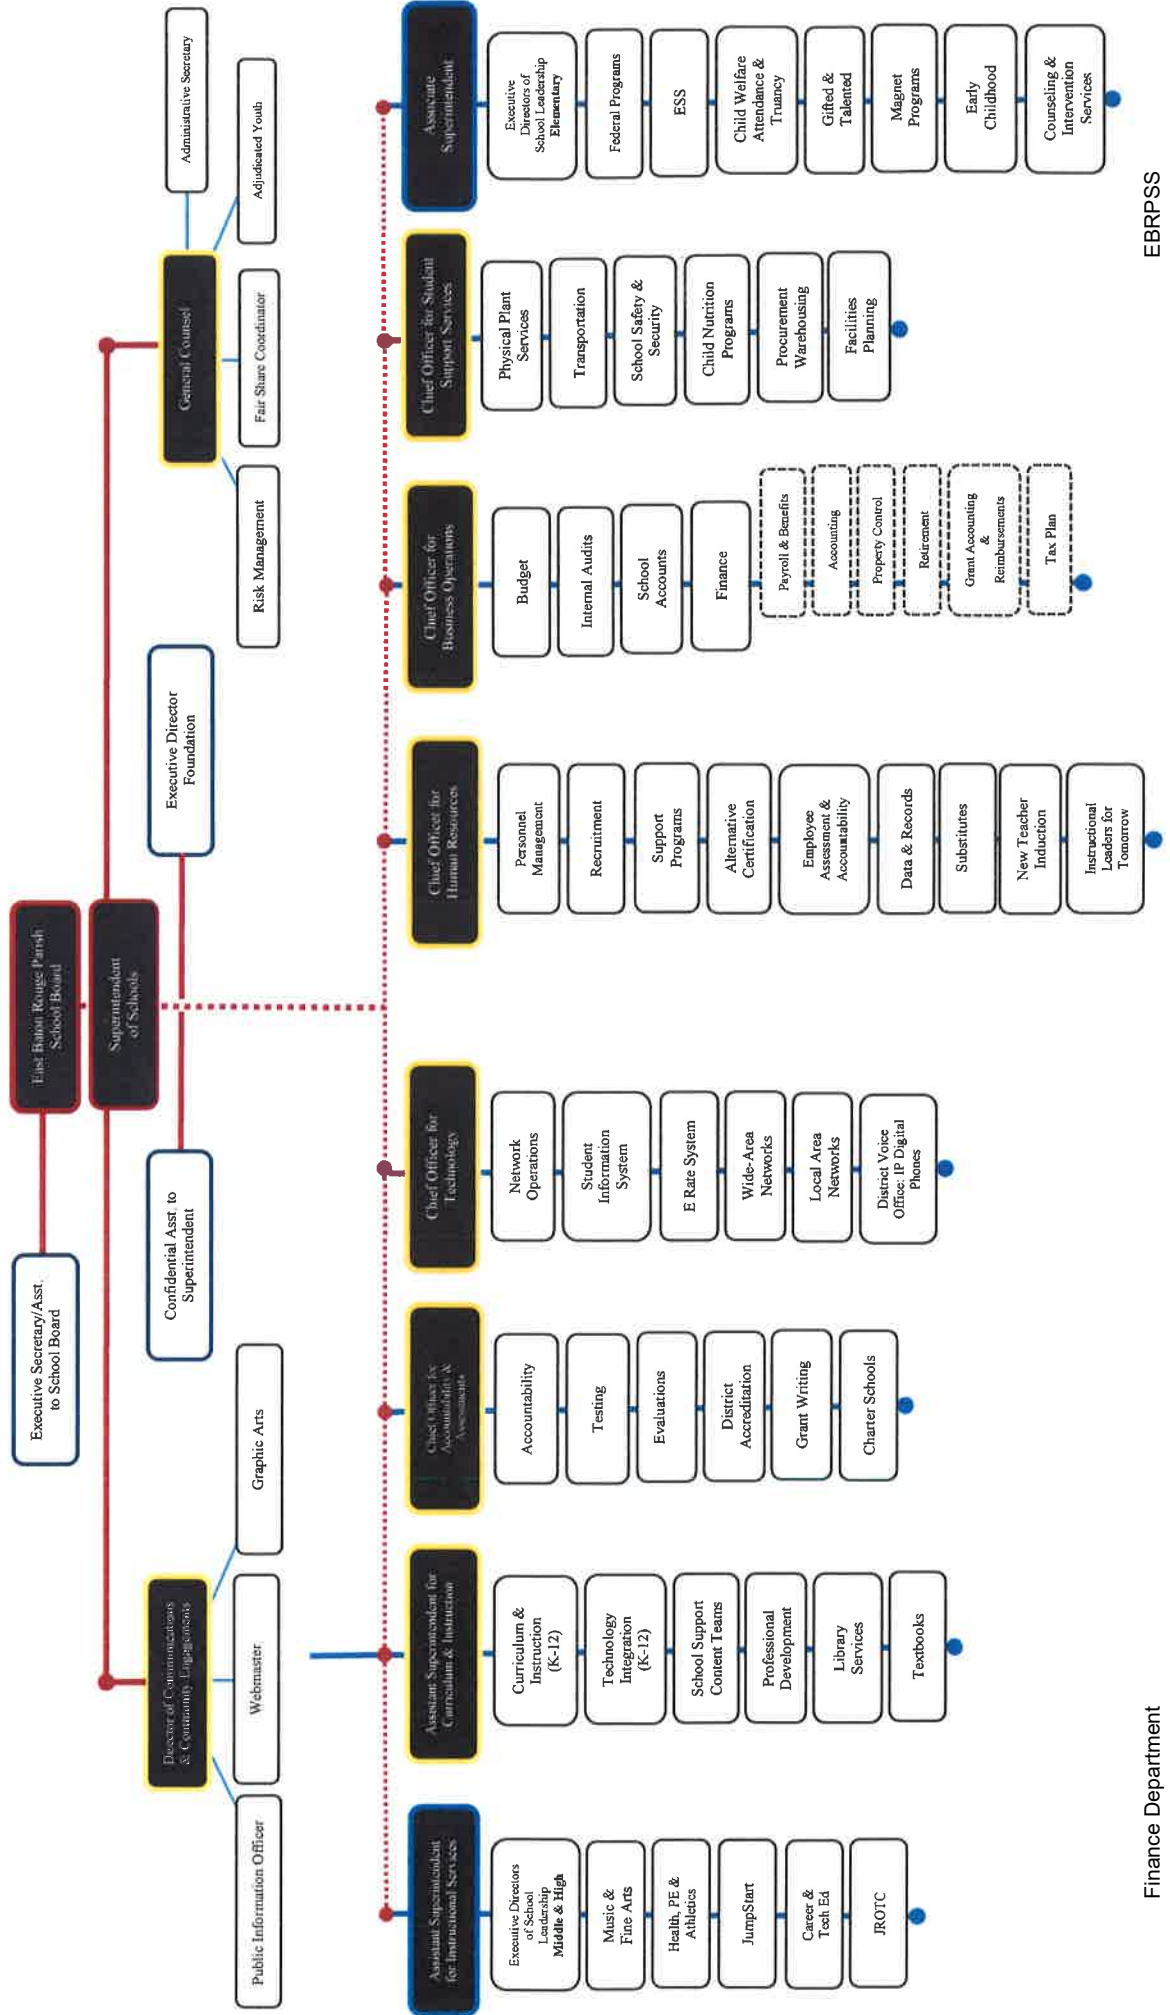 East Baton Rouge Parish
School Board
Superintendent
of Schools
Executive Secretary/Asst.
to School Board
Confidential Asst. to
Superintendent
Executive Director
Foundation
Director of Communications
& Community Engagements
Public Information Officer
Webmaster
Graphic Arts
General Counsel
Risk Management
Fair Share Coordinator
Adjudicated Youth
Administrative Secretary
Assistant Superintendent
for Instructional Services
Executive Directors
of School
Leadership
Middle & High
Music &
Fine Arts
Health, PE &
Athletics
JumpStart
Career &
Tech Ed
JROTC
Assistant Superintendent for
Curriculum & Instruction
Curriculum &
Instruction
(K-12)
Technology
Integration
(K-12)
School Support
Content Teams
Professional
Development
Library
Services
Textbooks
Chief Officer for
Accountability &
Assessments
Accountability
Testing
Evaluations
District
Accreditation
Grant Writing
Charter Schools
Chief Officer for
Technology
Network
Operations
Student
Information
System
E Rate System
Wide-Area
Networks
Local Area
Networks
District Voice
Office: IP Digital
Phones
Chief Officer for
Human Resources
Personnel
Management
Recruitment
Support
Programs
Alternative
Certification
Employee
Assessment &
Accountability
Data & Records
Substitutes
New Teacher
Induction
Instructional
Leaders for
Tomorrow
Chief Officer for
Business Operations
Budget
Internal Audits
School
Accounts
Finance
Payroll & Benefits
Accounting
Property Control
Retirement
Grant Accounting
&
Reimbursements
Tax Plan
Chief Officer for Student
Support Services
Physical Plant
Services
Transportation
School Safety &
Security
Child Nutrition
Programs
Procurement
Warehousing
Facilities
Planning
Associate
Superintendent
Executive
Directors of
School Leadership
Elementary
Federal Programs
ESS
Child Welfare
Attendance &
Truancy
Gifted &
Talented
Magnet
Programs
Early
Childhood
Counseling &
Intervention
Services
Finance Department
EBRPSS